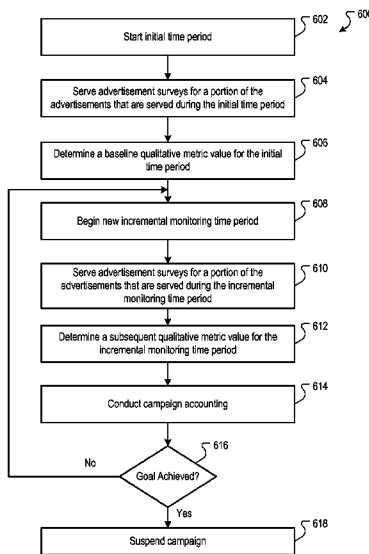 600
602
Start initial time period
604
Serve advertisement surveys for a portion of the
advertisements that are served during the initial time period
606
Determine a baseline qualitative metric value for the initial
time period
608
Begin new incremental monitoring time period
610
Serve advertisement surveys for a portion of the
advertisements that are served during the incremental
monitoring time period
612
Determine a subsequent qualitative metric value for the
incremental monitoring time period
614
Conduct campaign accounting
616
No
Goal Achieved?
Yes
618
Suspend campaign